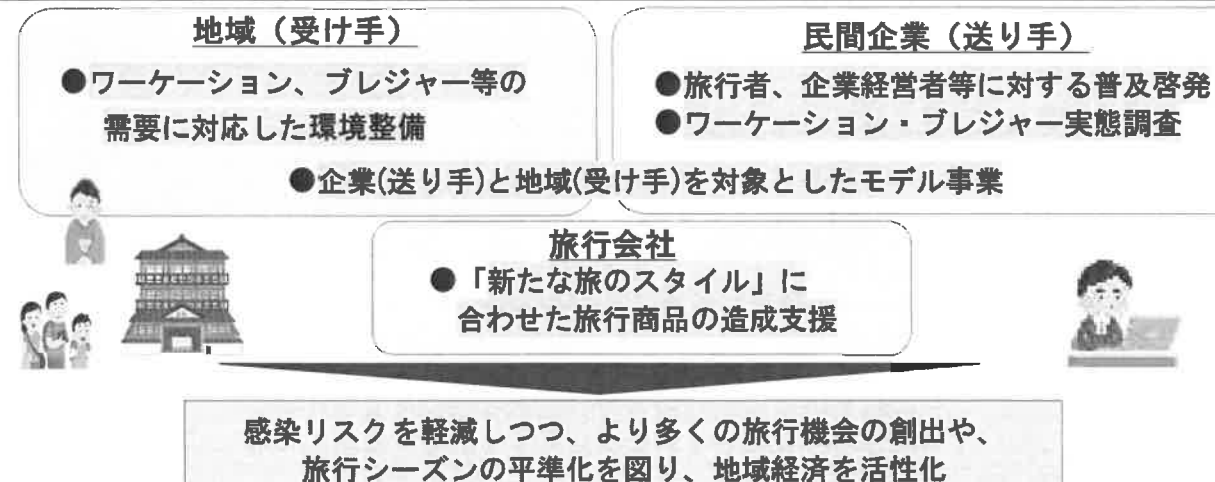 地域（受け手）
●ワーケーション、ブレジャー等の
需要に対応した環境整備
民間企業（送り手）
●旅行者、企業経営者等に対する普及啓発
●ワーケーション・ブレジャー実態調査
●企業(送り手)と地域(受け手)を対象としたモデル事業
旅行会社
●「新たな旅のスタイル」に
合わせた旅行商品の造成支援
感染リスクを軽減しつつ、より多くの旅行機会の創出や、
旅行シーズンの平準化を図り、地域経済を活性化